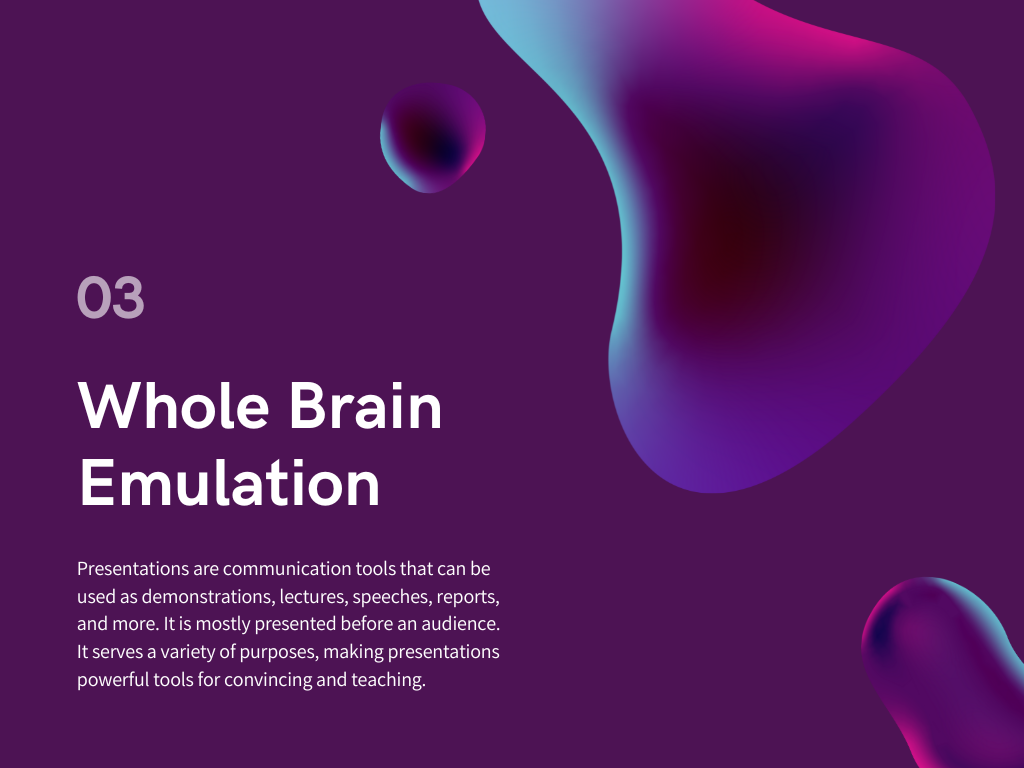 03
Whole Brain
Emulation
Presentations are communication tools that can be
used as demonstrations, lectures, speeches, reports,
and more. It is mostly presented before an audience.
It serves a variety of purposes, making presentations
powerful tools for convincing and teaching.